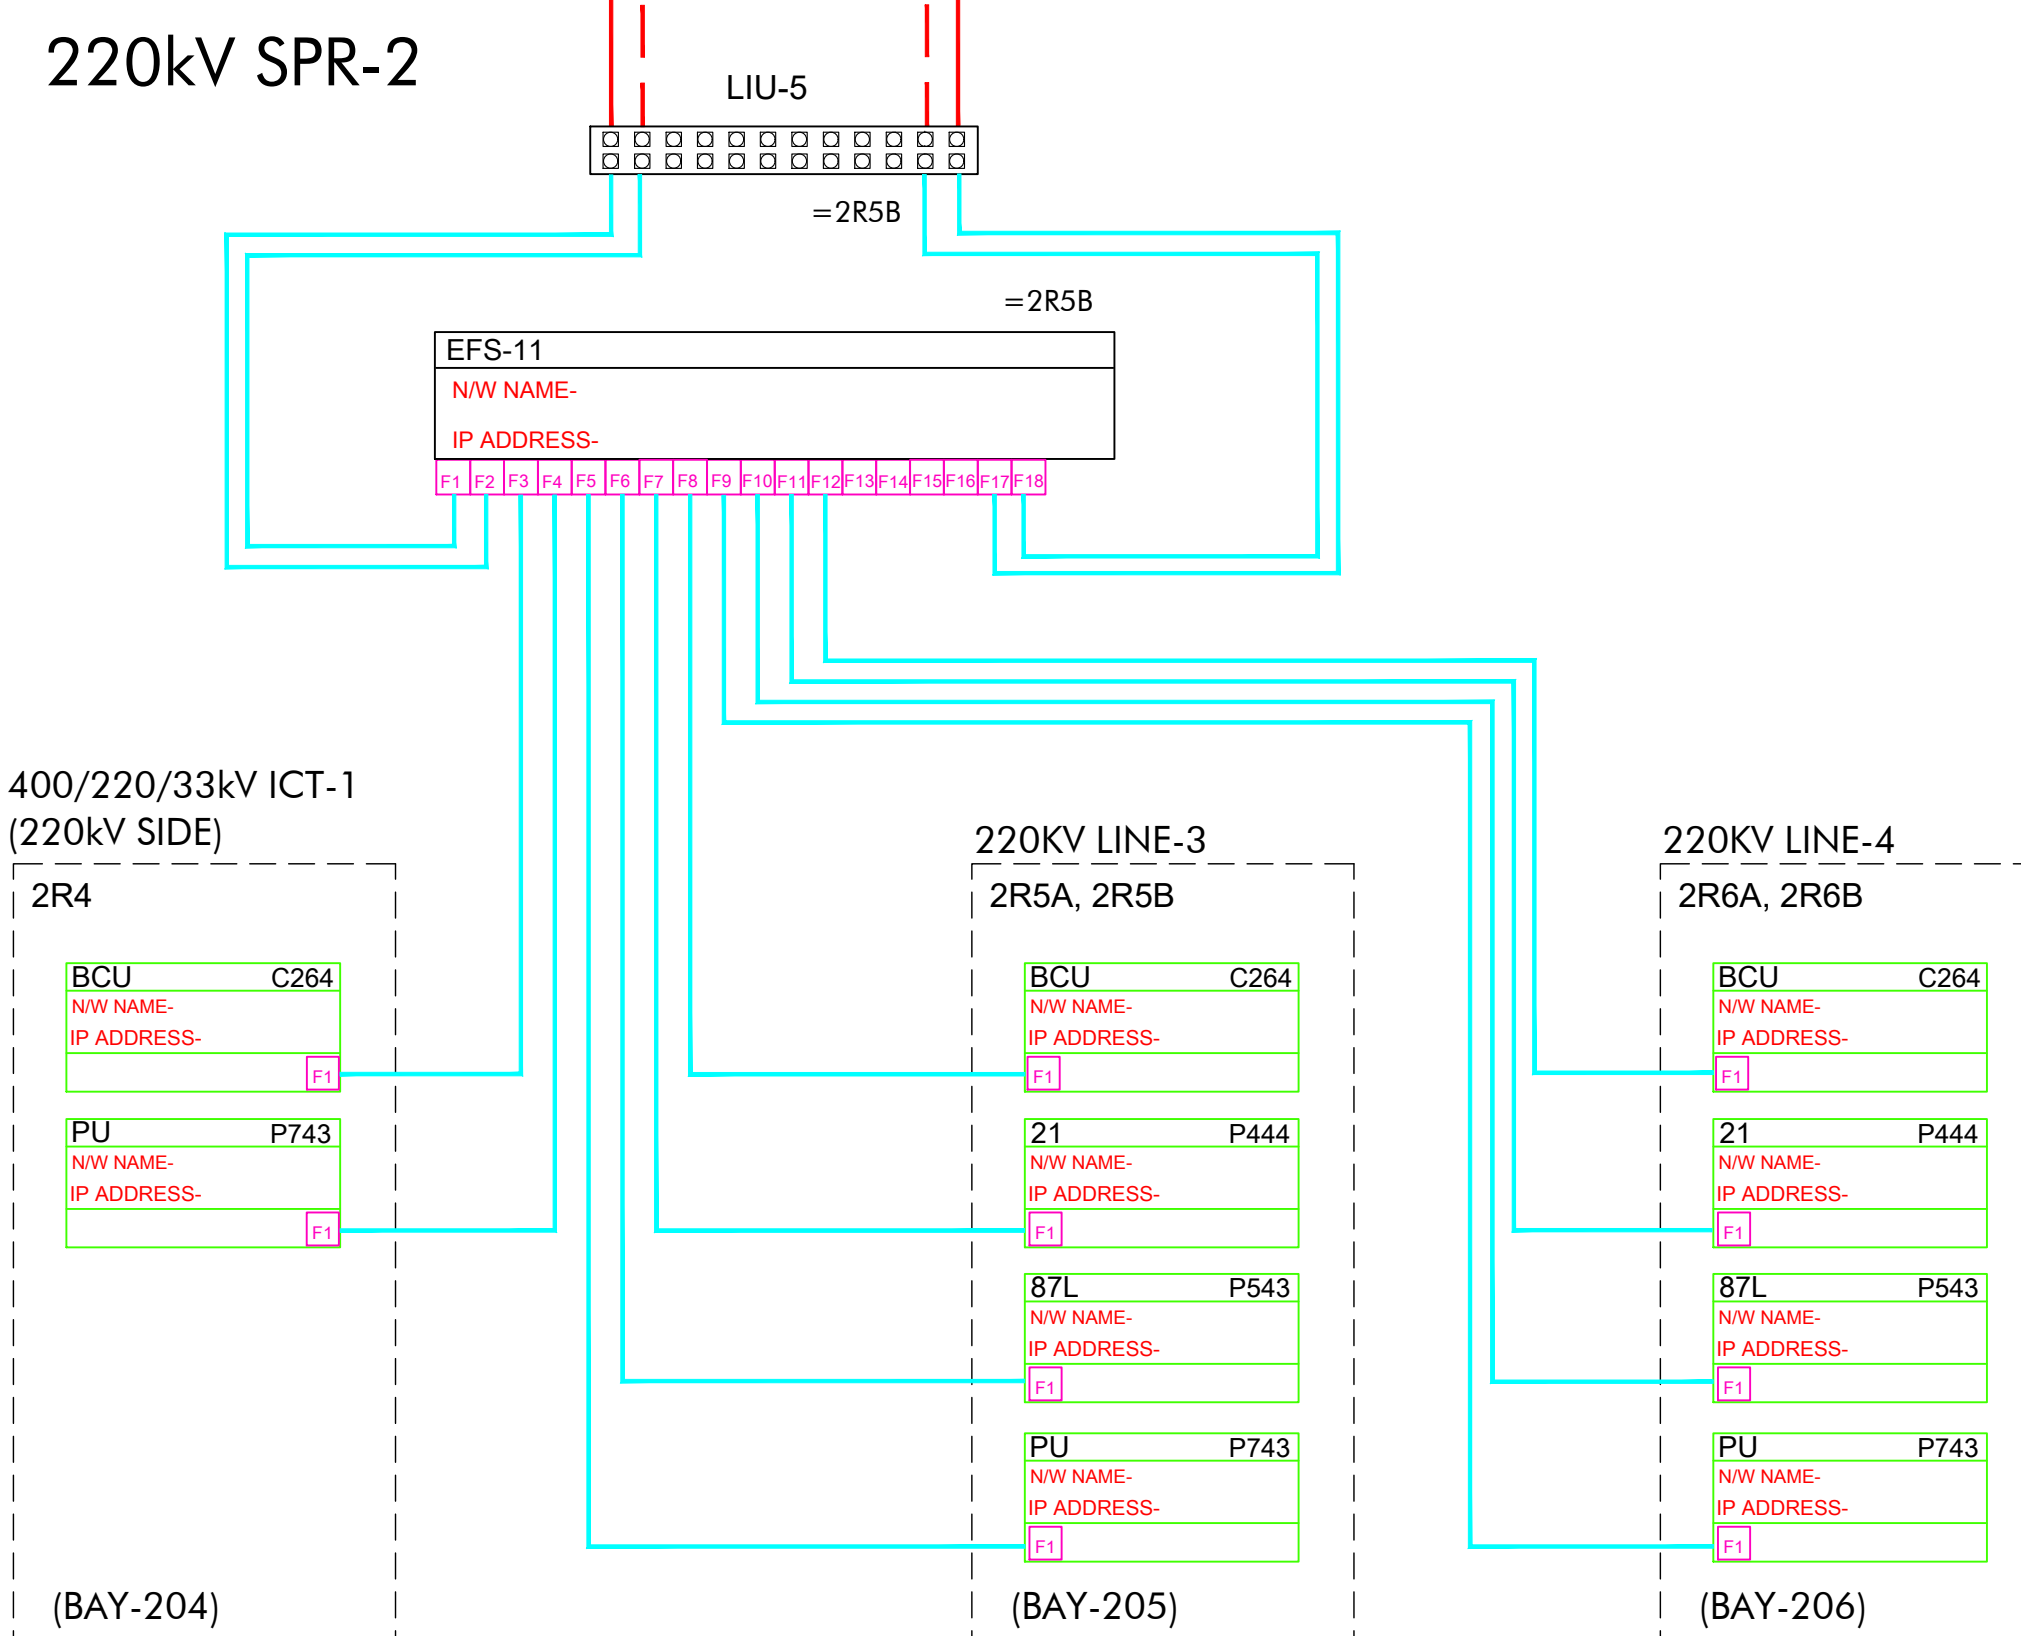 220kV SPR-2
LIU-5
=2R5B
=2R5B
EFS-11
N/W NAME-
IP ADDRESS-
F1 F2 F3 F4 F5 F6 F7 F8 F9 F10 F11 F12 F13 F14 F15 F16 F17 F18
400/220/33kV ICT-1
(220kV SIDE)
2R4
BCU C264
N/W NAME-
IP ADDRESS-
F1
PU P743
N/W NAME-
IP ADDRESS-
F1
(BAY-204)
220KV LINE-3
2R5A, 2R5B
BCU C264
N/W NAME-
IP ADDRESS-
F1
21 P444
N/W NAME-
IP ADDRESS-
F1
87L P543
N/W NAME-
IP ADDRESS-
F1
PU P743
N/W NAME-
IP ADDRESS-
F1
(BAY-205)
220KV LINE-4
2R6A, 2R6B
BCU C264
N/W NAME-
IP ADDRESS-
F1
21 P444
N/W NAME-
IP ADDRESS-
F1
87L P543
N/W NAME-
IP ADDRESS-
F1
PU P743
N/W NAME-
IP ADDRESS-
F1
(BAY-206)